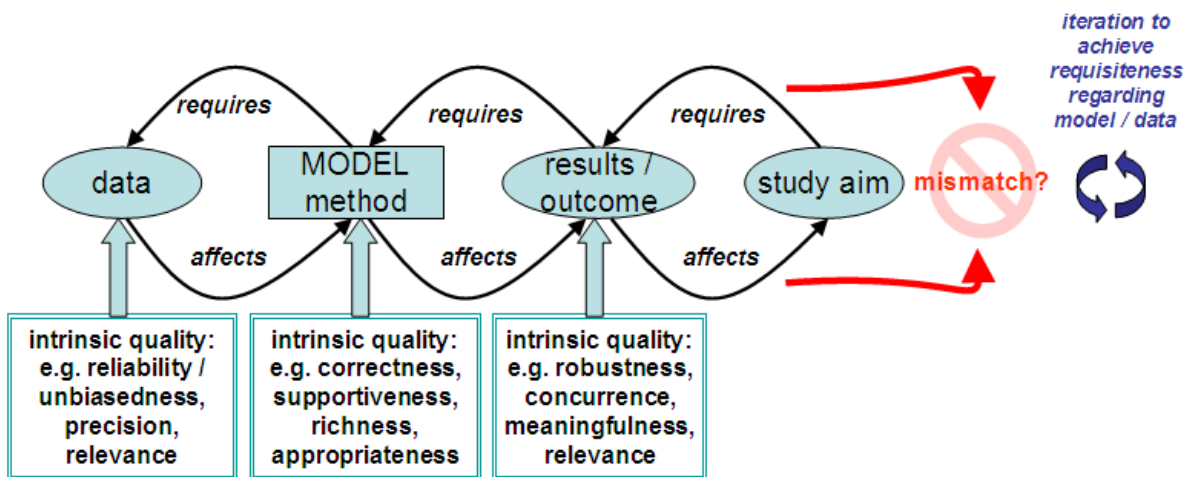 iteration to
achieve
requisiteness
regarding
model / data
requires
requires
requires
data
MODEL
method
results /
outcome
study aim
mismatch?
affects
affects
affects
intrinsic quality:
e.g. reliability /
unbiasedness,
precision,
relevance
intrinsic quality:
e.g. correctness,
supportiveness,
richness,
appropriateness
intrinsic quality:
e.g. robustness,
concurrence,
meaningfulness,
relevance